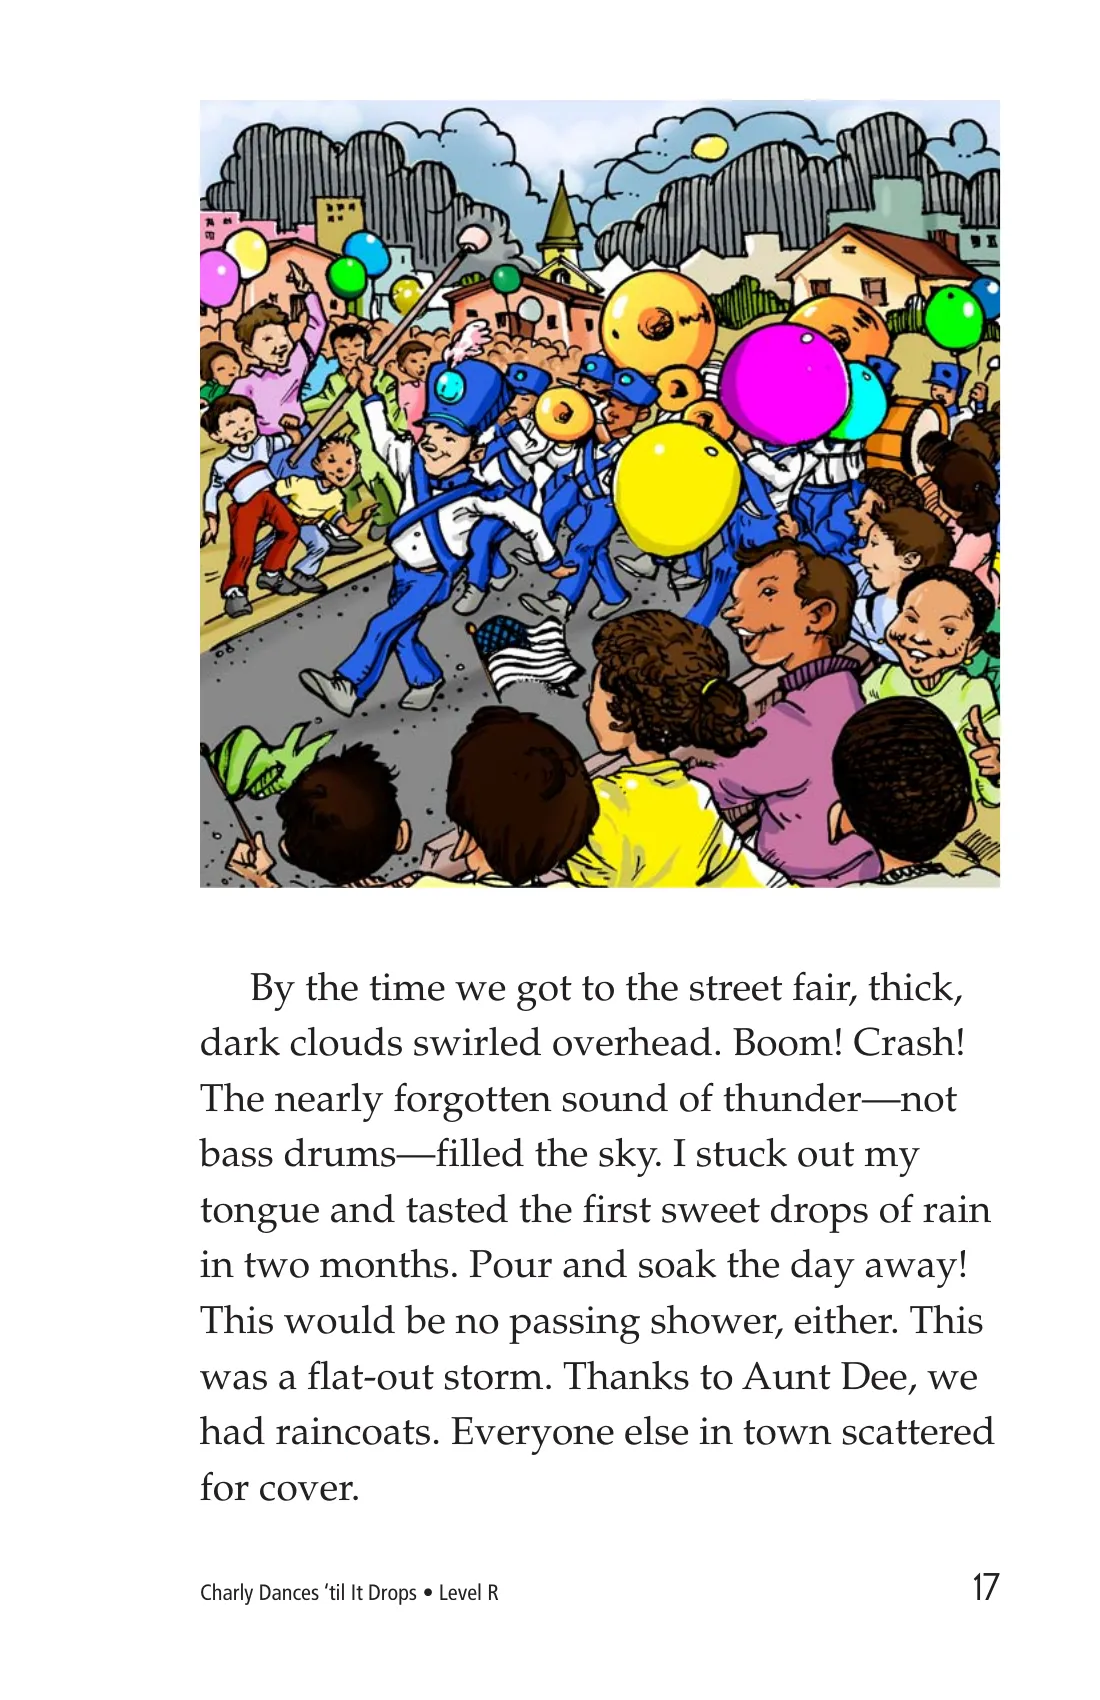 By the time we got to the street fair, thick,
dark clouds swirled overhead. Boom! Crash!
The nearly forgotten sound of thunder—not
bass drums—filled the sky. I stuck out my
tongue and tasted the first sweet drops of rain
in two months. Pour and soak the day away!
This would be no passing shower, either. This
was a flat-out storm. Thanks to Aunt Dee, we
had raincoats. Everyone else in town scattered
for cover.
Charly Dances ‘til It Drops • Level R
17